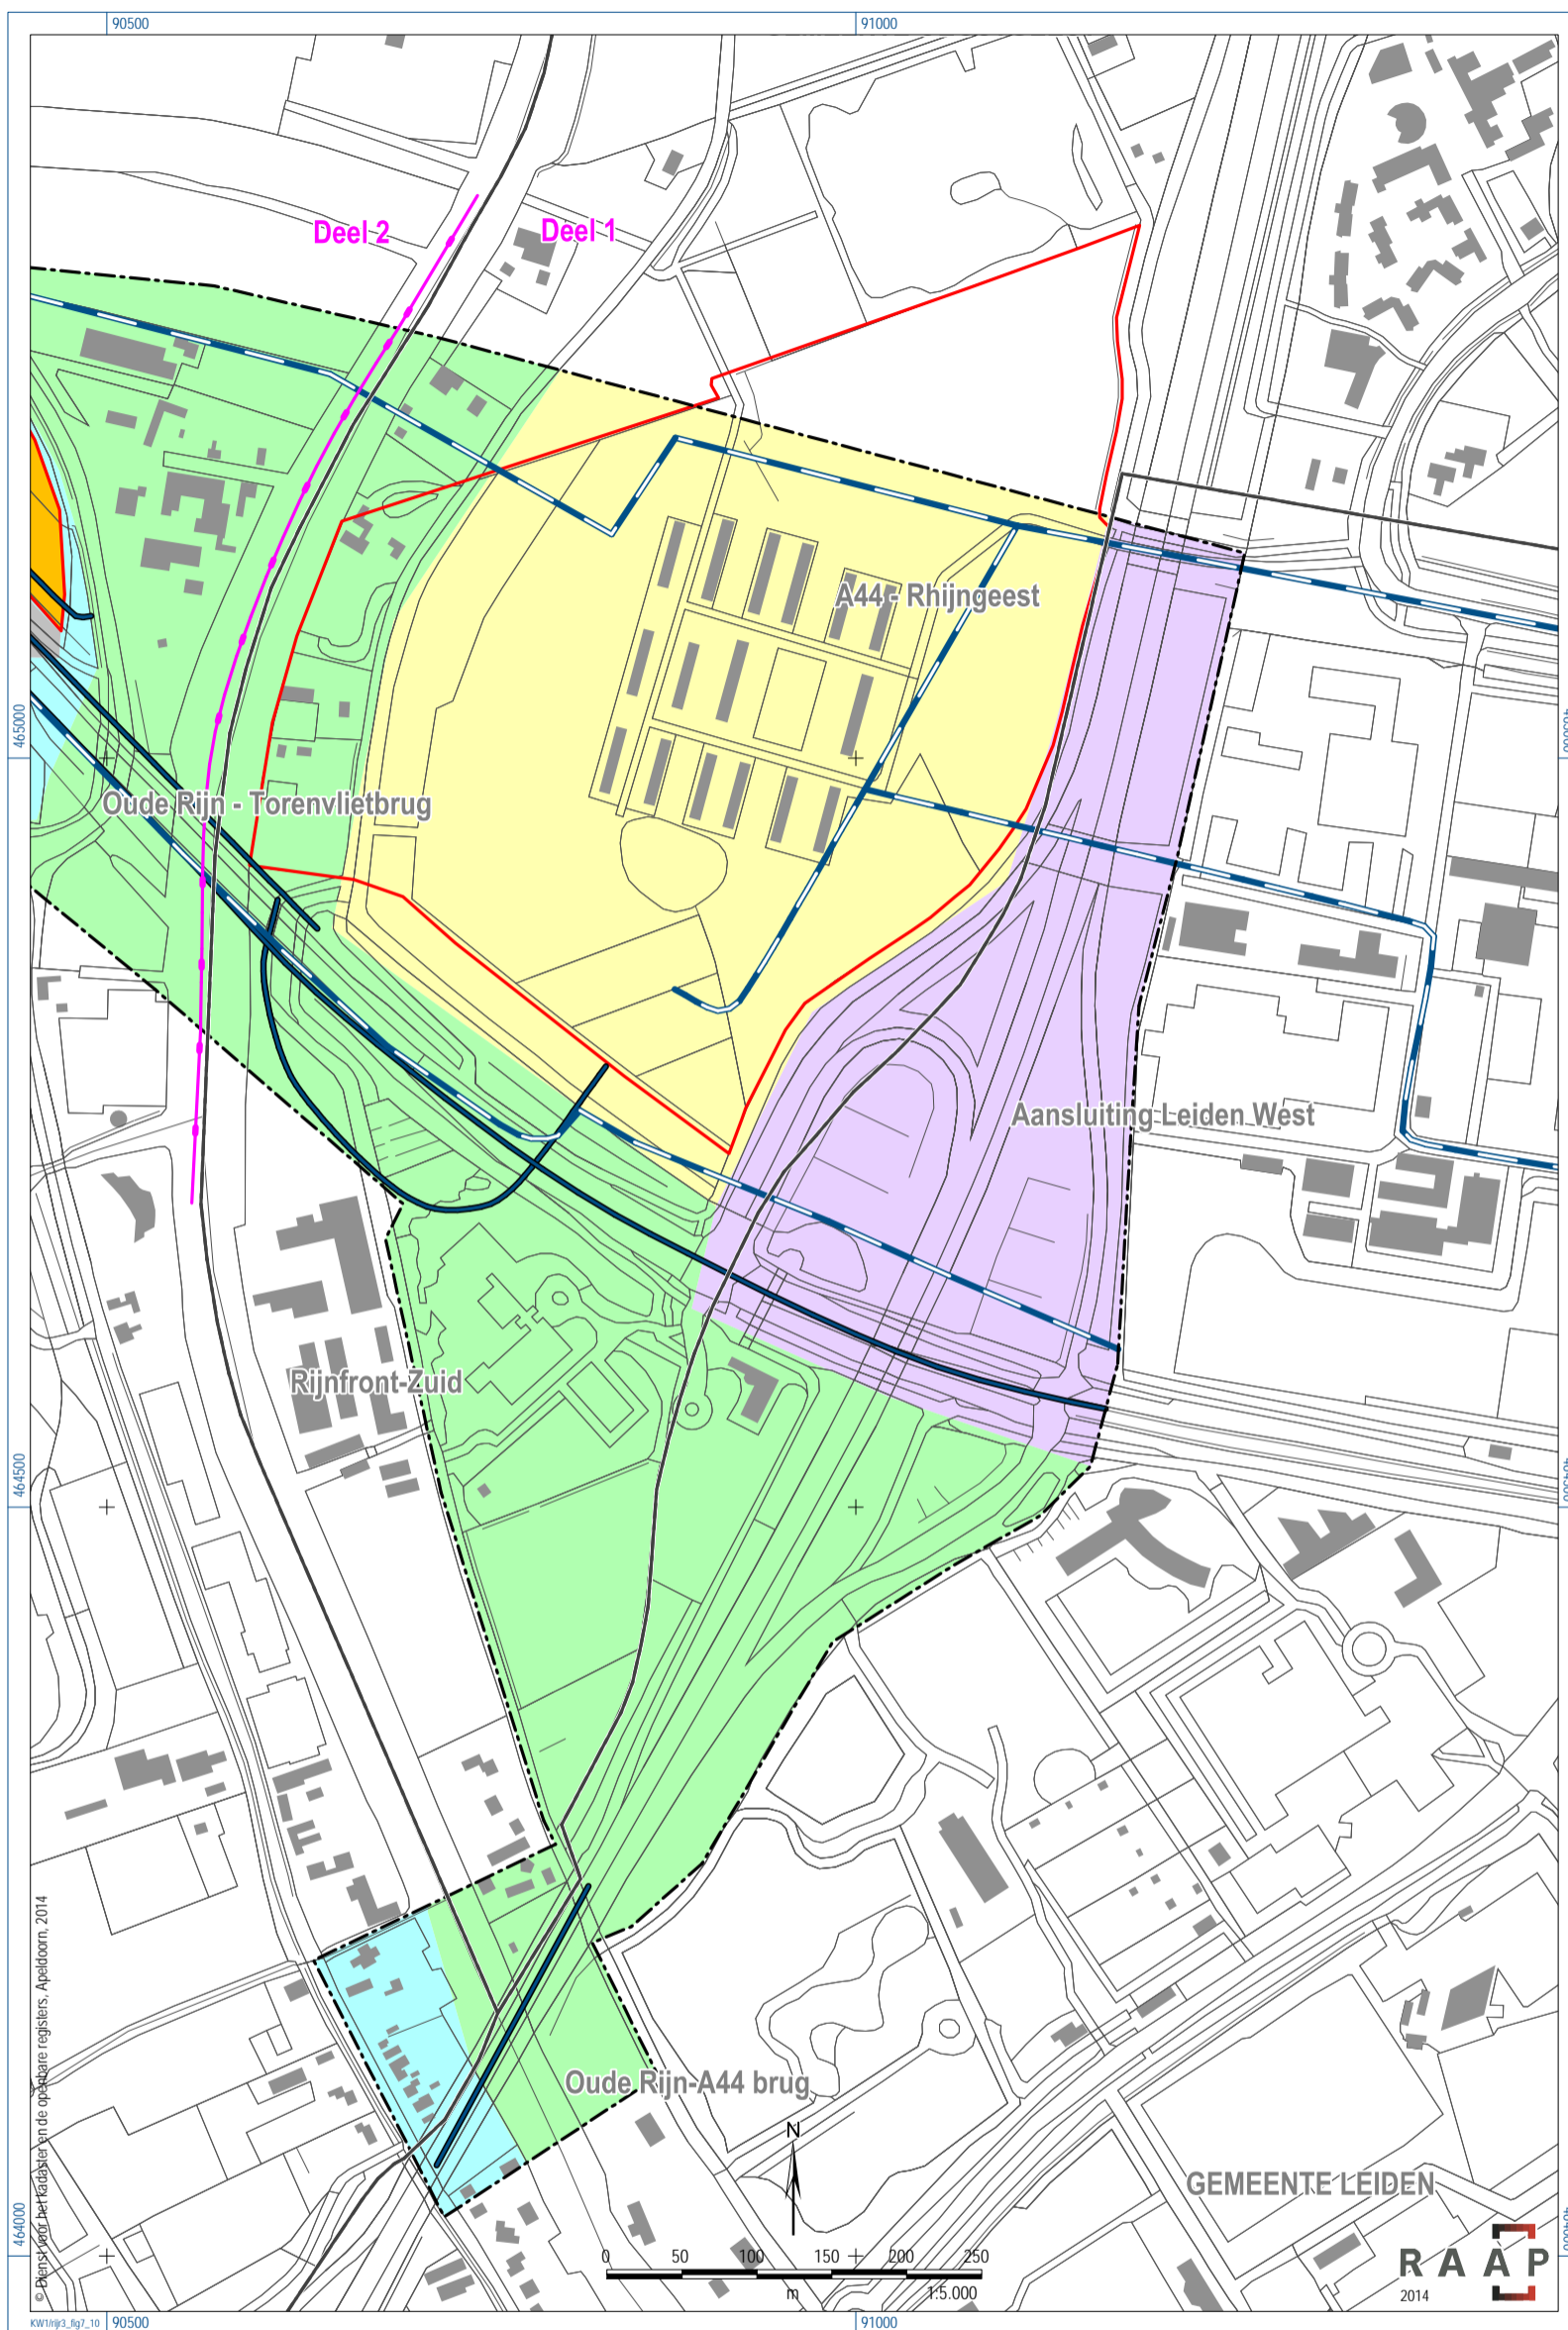 90500
91000
Deel 2
Deel 1
A44 - Rhijngeest
465000
Oude Rijn - Torenvlietbrug
Aansluiting Leiden West
Rijnfront-Zuid
464500
Oude Rijn-A44 brug
N
GEMEENTE LEIDEN
464000
0 50 100 150 200 250
m 1:5.000
RAAP
2014
© Dienst voor het kadaster en de openbare registers, Apeldoorn, 2014
KW1/rijr3_fig7_10
90500
91000